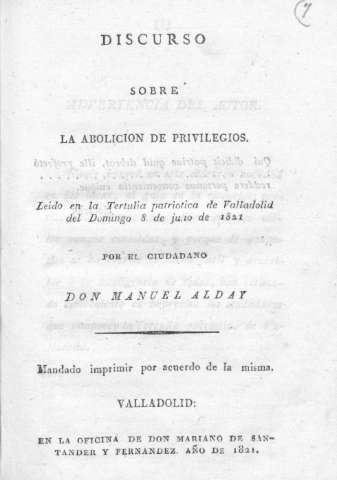 (7
DISCURSO
SOBRE
LA ABOLICION DE PRIVILEGIOS.
Leido en la Tertulia patriotica de Valladolid
del Domingo 8 de julio de 1821
POR EL CIUDADANO
DON MANUEL ALDAY
Mandado imprimir por acuerdo de la misma.
VALLADOLID:
EN LA OFICINA DE DON MARIANO DE SAN-
TANDER Y FERNANDEZ. AÑO DE 1821.